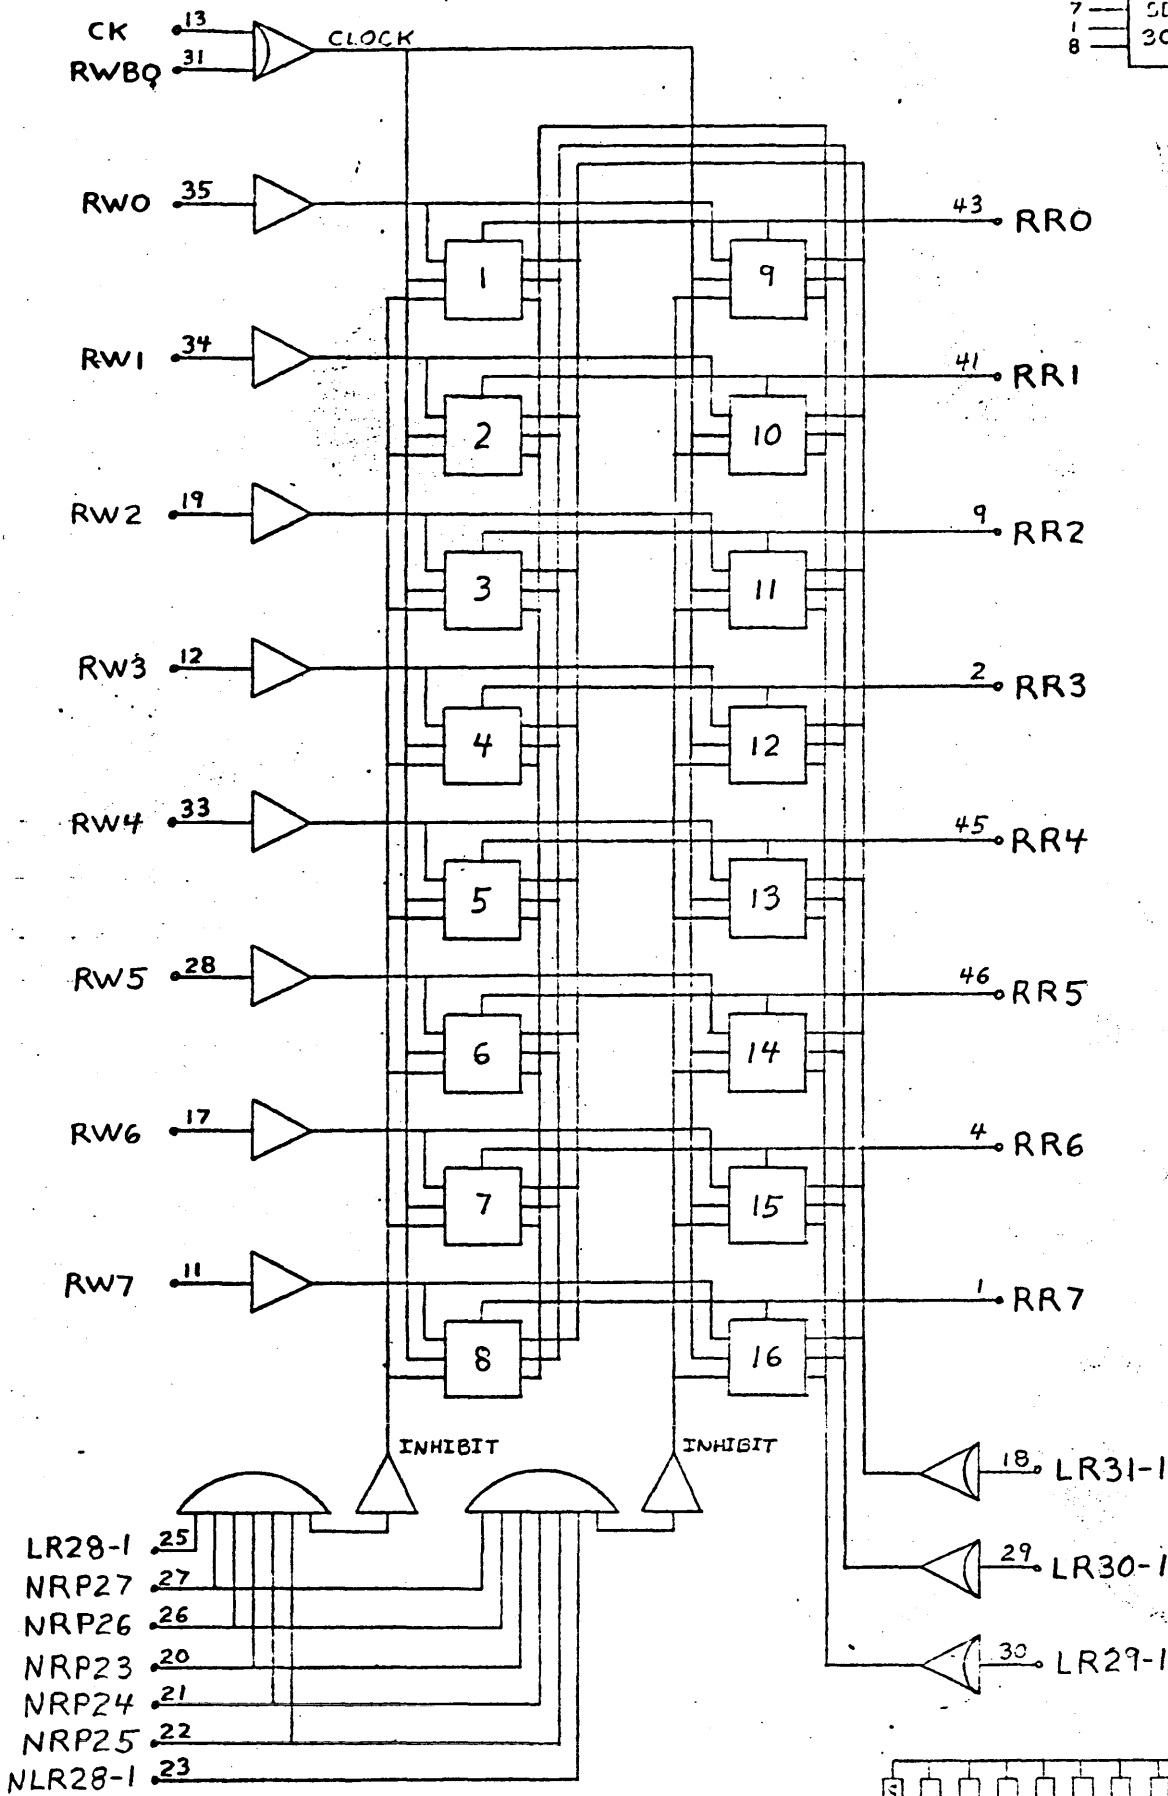 CK 13
RWBQ 31
CLOCK
7
1
8
30
RW0 35
43 RR0
1
9
RW1 34
41 RR1
2
10
RW2 19
9 RR2
3
11
RW3 12
2 RR3
4
12
RW4 33
45 RR4
5
13
RW5 28
46 RR5
6
14
RW6 17
4 RR6
7
15
RW7 11
1 RR7
8
16
INHIBIT
INHIBIT
18 LR31-1
29 LR30-1
30 LR29-1
LR28-1 25
NRP27 27
NRP26 26
NRP23 20
NRP24 21
NRP25 22
NLR28-1 23